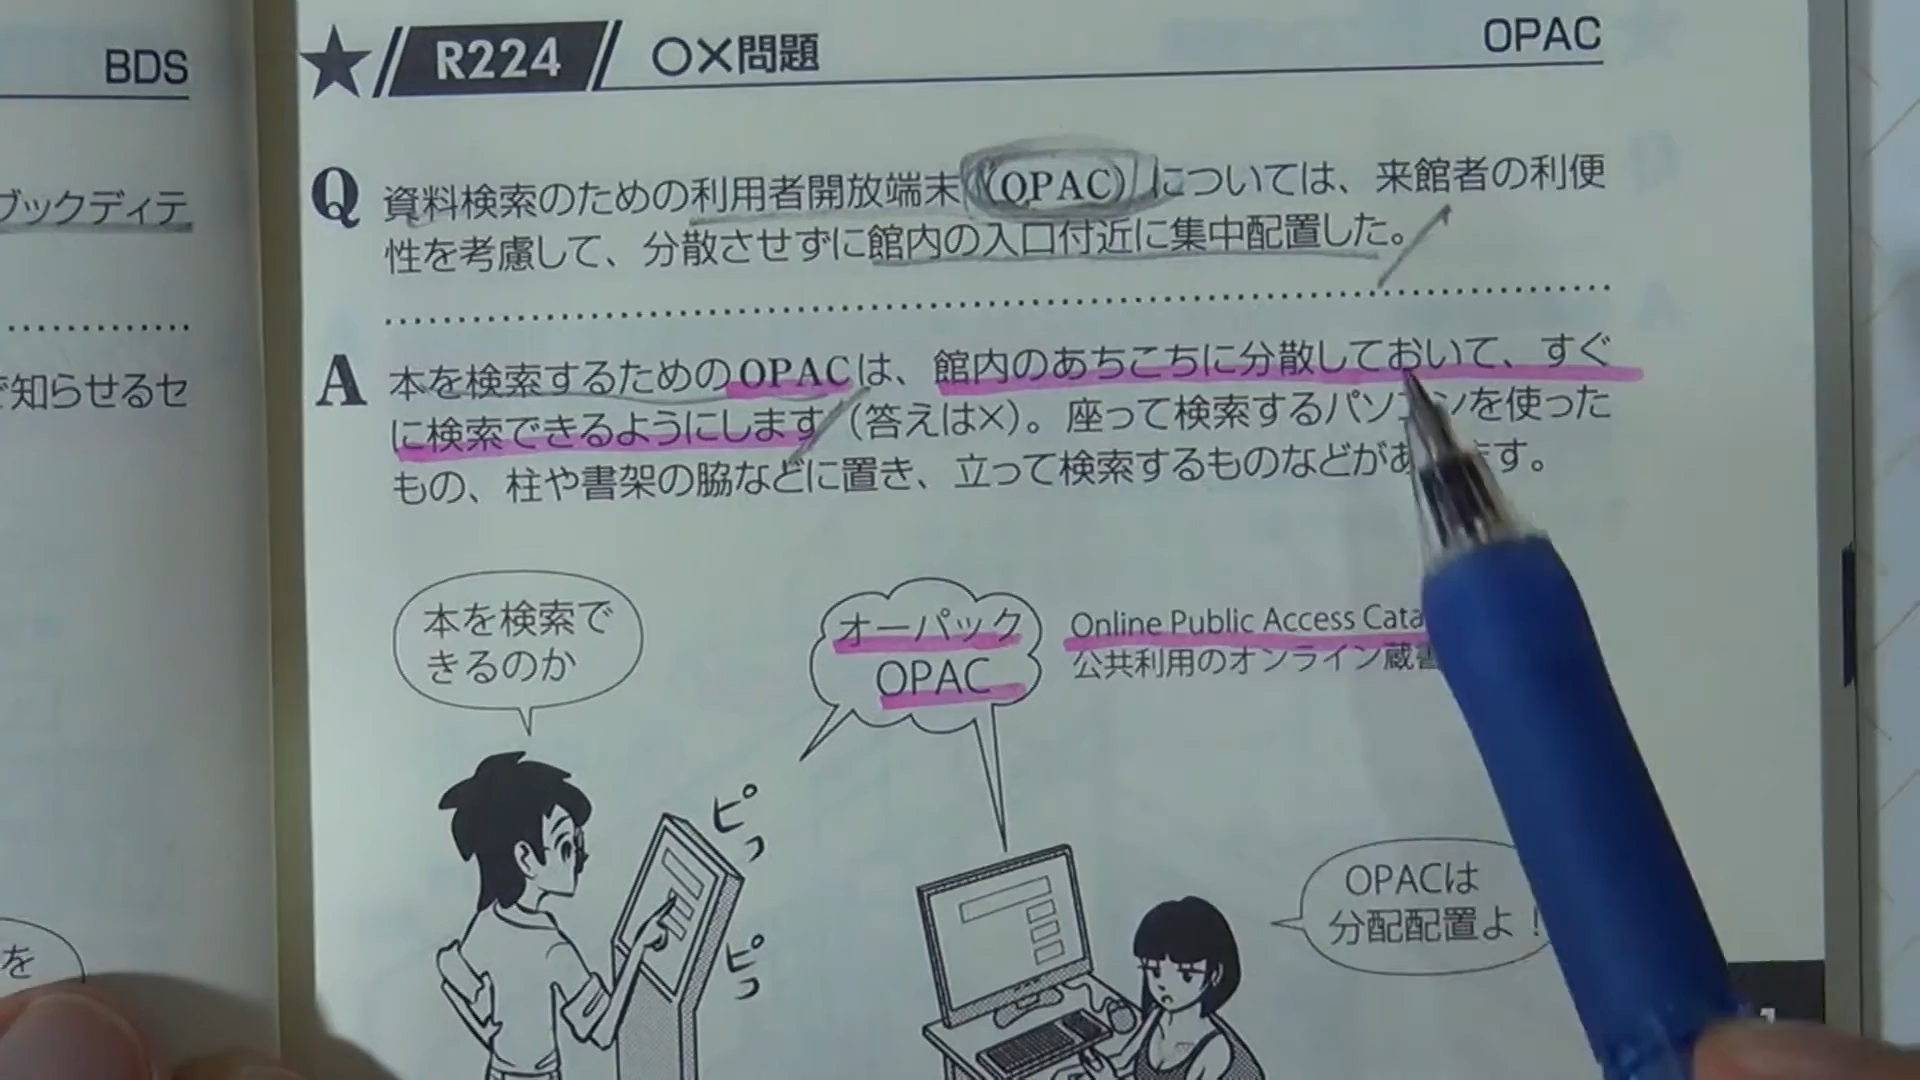 BDS
ブックディテ
で知らせるセ
を
★ R224 ○×問題 OPAC
Q 資料検索のための利用者開放端末(OPAC)については、来館者の利便
性を考慮して、分散させずに館内の入口付近に集中配置した。
A 本を検索するためのOPACは、館内のあちこちに分散しておいて、すぐ
に検索できるようにします(答えは×)。座って検索するパソコンを使った
もの、柱や書架の脇などに置き、立って検索するものなどがあります。
本を検索で
きるのか
オーパック
OPAC
Online Public Access
公共利用のオンライン蔵書
ピッ
ピッ
OPACは
分配配置よ!